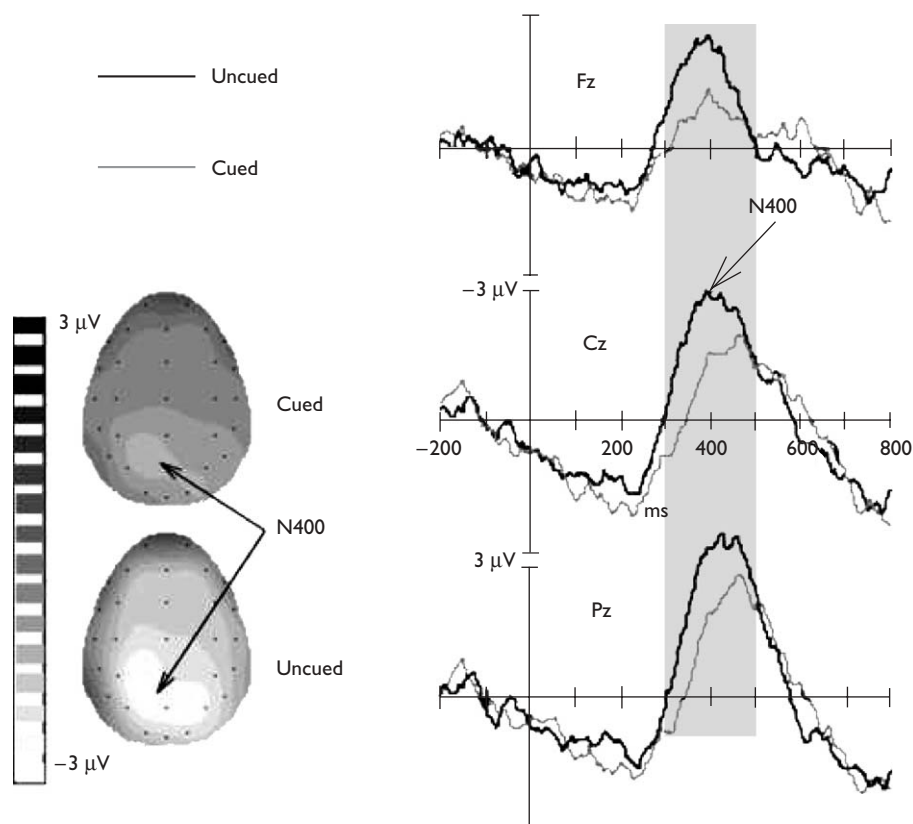 Uncued
Cued
Fz
N400
−3 μV
Cz
−200
200
400
600
800
ms
3 μV
Pz
3 μV
Cued
N400
Uncued
−3 μV